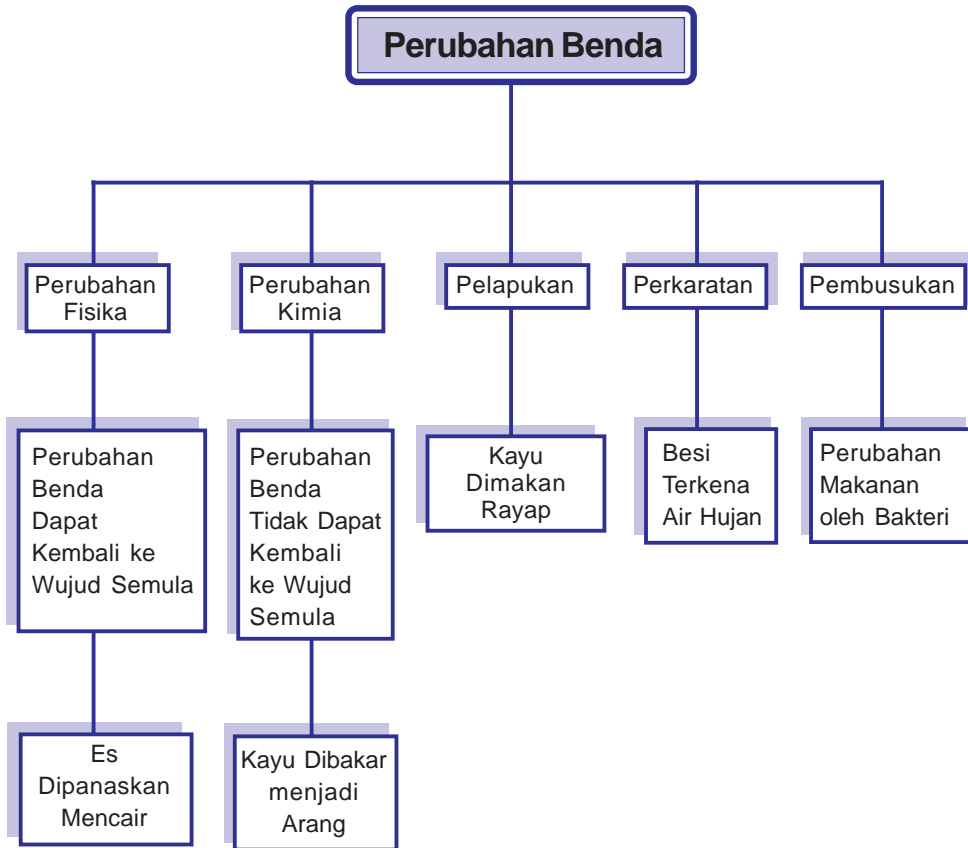 Perubahan Benda
Perubahan
Fisika
Perubahan
Kimia
Pelapukan
Perkaratan
Pembusukan
Perubahan
Benda
Dapat
Kembali ke
Wujud Semula
Perubahan
Benda
Tidak Dapat
Kembali
ke Wujud
Semula
Kayu
Dimakan
Rayap
Besi
Terkena
Air Hujan
Perubahan
Makanan
oleh Bakteri
Es
Dipanaskan
Mencair
Kayu Dibakar
menjadi
Arang